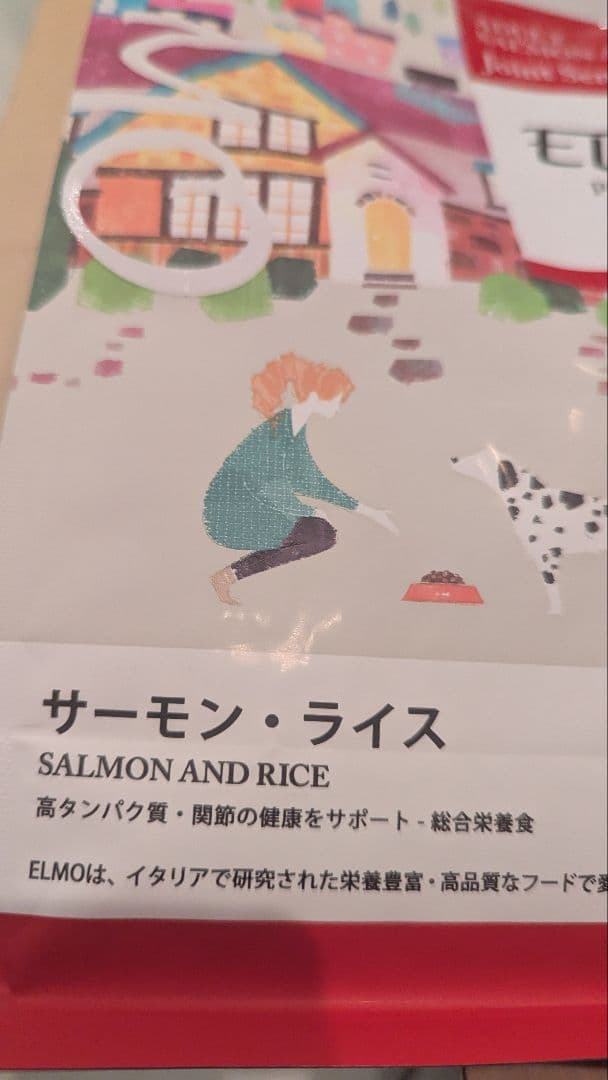 Joint
EL
サーモン・ライス
SALMON AND RICE
高タンパク質・関節の健康をサポート - 総合栄養食
ELMOは、イタリアで研究された栄養豊富・高品質なフードで愛